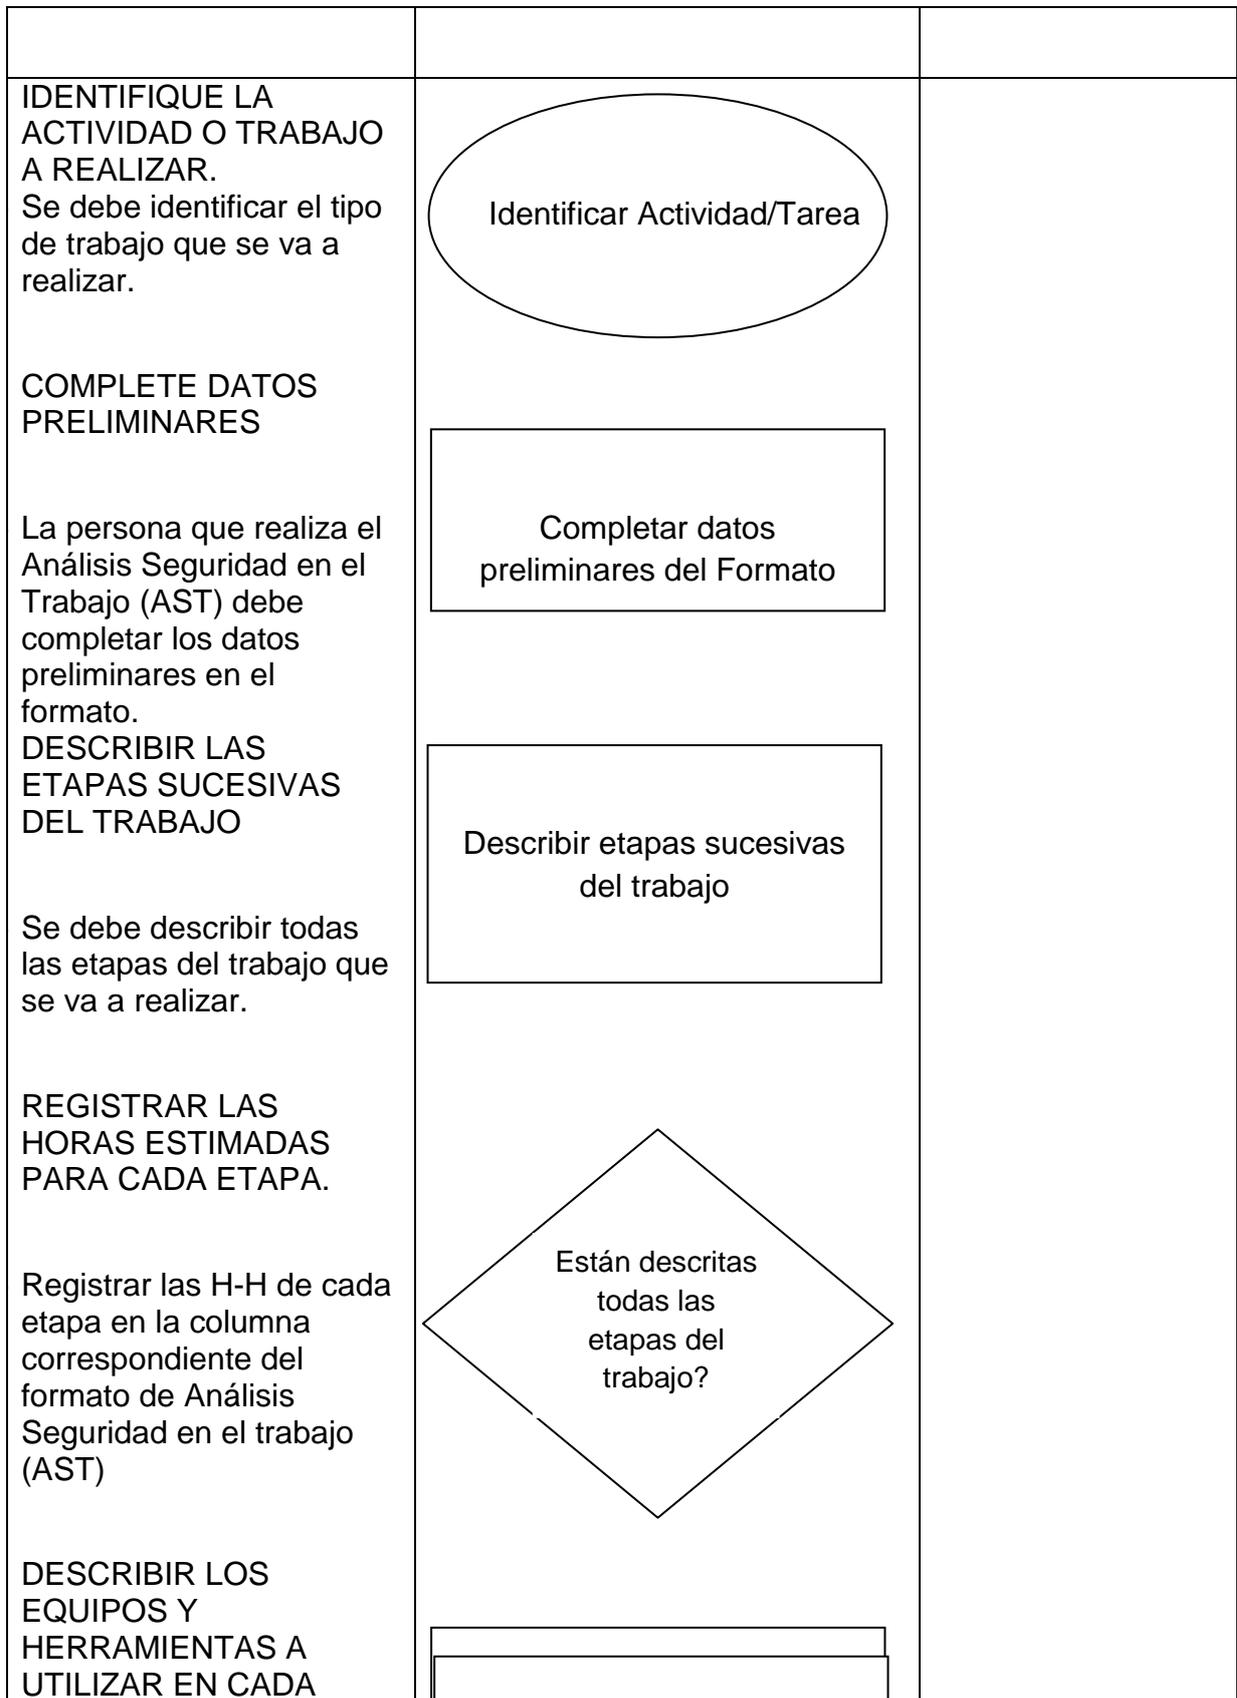 IDENTIFIQUE LA
ACTIVIDAD O TRABAJO
A REALIZAR.
Se debe identificar el tipo
de trabajo que se va a
realizar.
COMPLETE DATOS
PRELIMINARES
La persona que realiza el
Análisis Seguridad en el
Trabajo (AST) debe
completar los datos
preliminares en el
formato.
DESCRIBIR LAS
ETAPAS SUCESIVAS
DEL TRABAJO
Se debe describir todas
las etapas del trabajo que
se va a realizar.
REGISTRAR LAS
HORAS ESTIMADAS
PARA CADA ETAPA.
Registrar las H-H de cada
etapa en la columna
correspondiente del
formato de Análisis
Seguridad en el trabajo
(AST)
DESCRIBIR LOS
EQUIPOS Y
HERRAMIENTAS A
UTILIZAR EN CADA
Identificar Actividad/Tarea
Completar datos
preliminares del Formato
Describir etapas sucesivas
del trabajo
Están descritas
todas las
etapas del
trabajo?